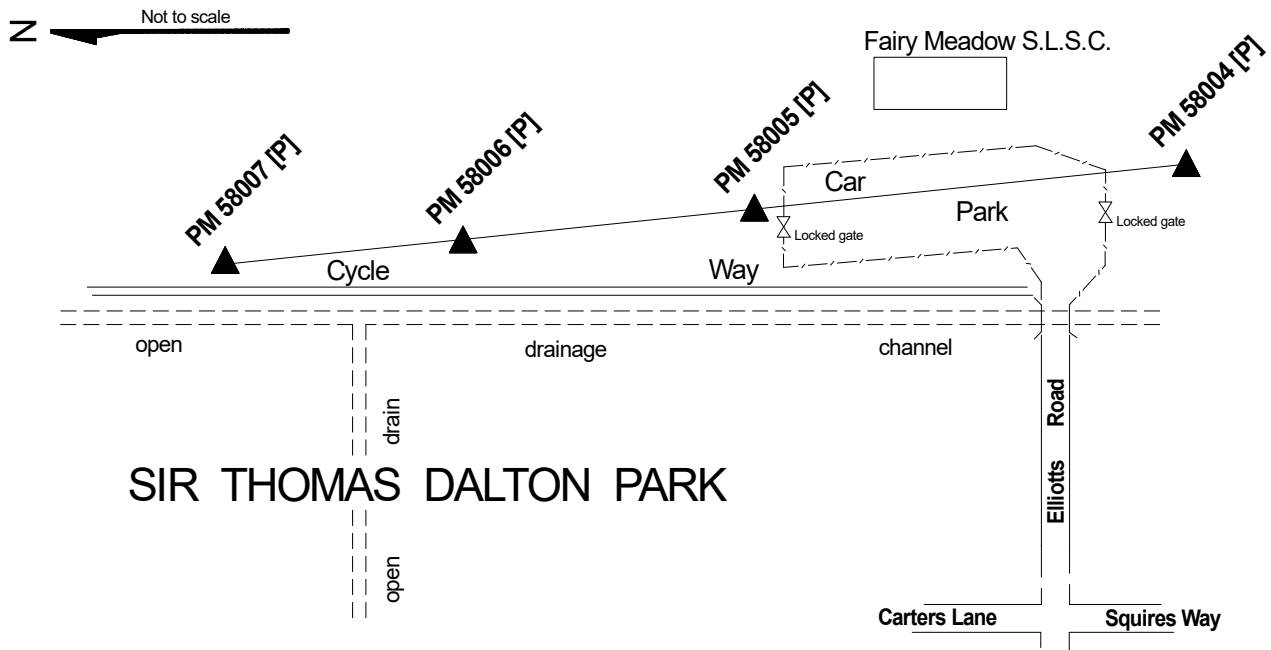 Not to scale
N
Fairy Meadow S.L.S.C.
PM 58007 [P]
PM 58006 [P]
PM 58005 [P]
PM 58004 [P]
Car
Park
Locked gate
Locked gate
Cycle
Way
open
drainage
channel
drain
Elliotts Road
SIR THOMAS DALTON PARK
open
Carters Lane
Squires Way